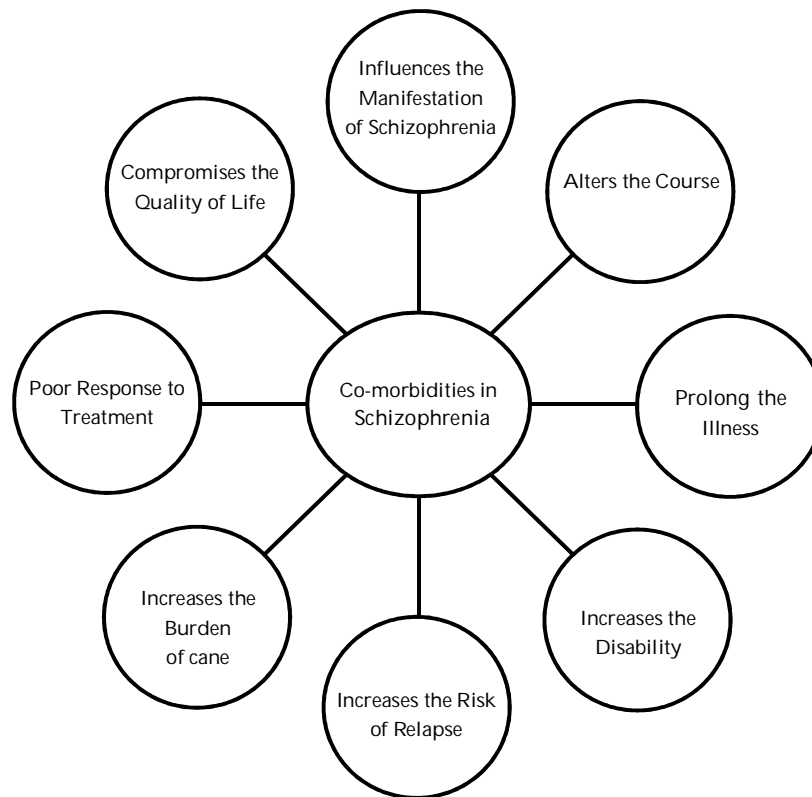 Influences the
Manifestation
of Schizophrenia
Alters the Course
Prolong the
Illness
Increases the
Disability
Increases the Risk
of Relapse
Increases the
Burden
of cane
Poor Response to
Treatment
Compromises the
Quality of Life
Co-morbidities in
Schizophrenia